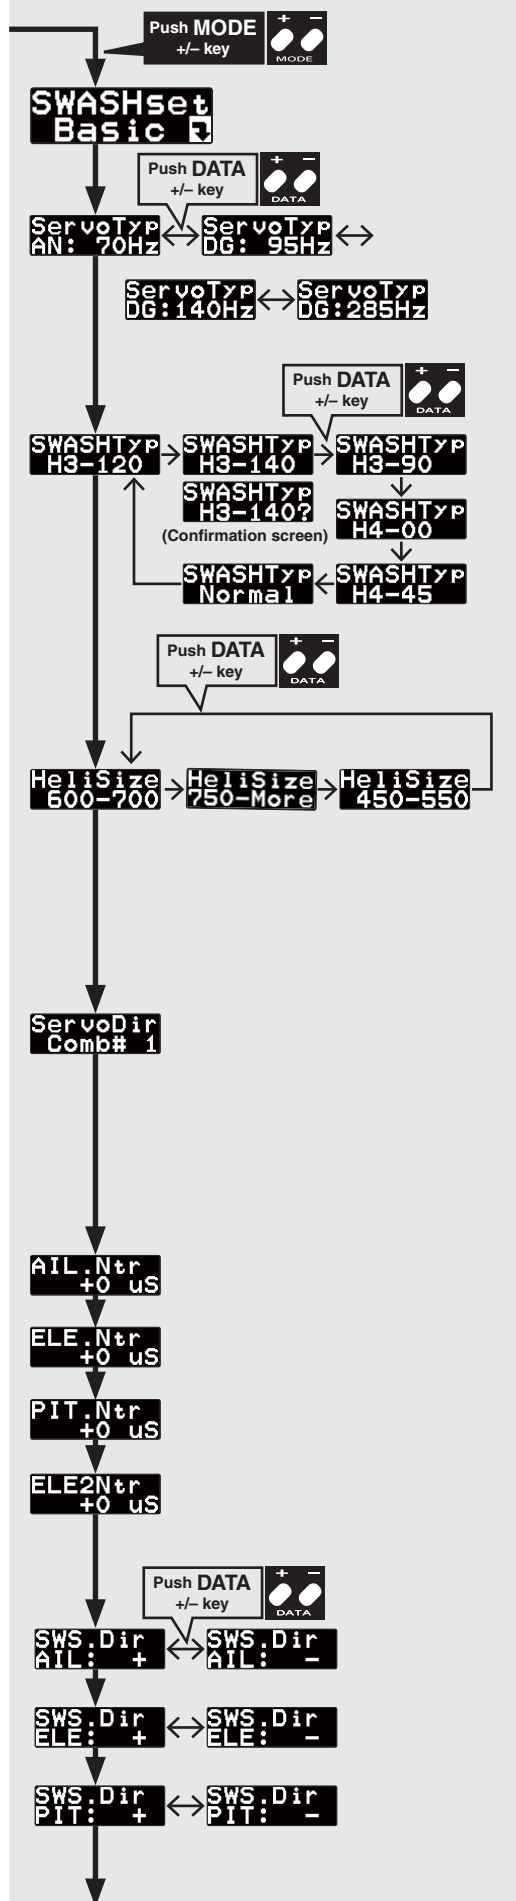 Push MODE
+/– key
+ –
MODE
SWASHset
Basic
Push DATA
+/– key
+ –
DATA
ServoTyp
AN: 70Hz
ServoTyp
DG: 95Hz
ServoTyp
DG:140Hz
ServoTyp
DG:285Hz
Push DATA
+/– key
+ –
DATA
SWASHTyp
H3-120
SWASHTyp
H3-140
SWASHTyp
H3-90
SWASHTyp
H3-140?
(Confirmation screen)
SWASHTyp
H4-00
SWASHTyp
Normal
SWASHTyp
H4-45
Push DATA
+/– key
+ –
DATA
HeliSize
600-700
HeliSize
750-More
HeliSize
450-550
ServoDir
Comb# 1
AIL.Ntr
+0 uS
ELE.Ntr
+0 uS
PIT.Ntr
+0 uS
ELE2Ntr
+0 uS
Push DATA
+/– key
+ –
DATA
SWS.Dir
AIL: +
SWS.Dir
AIL: –
SWS.Dir
ELE: +
SWS.Dir
ELE: –
SWS.Dir
PIT: +
SWS.Dir
PIT: –